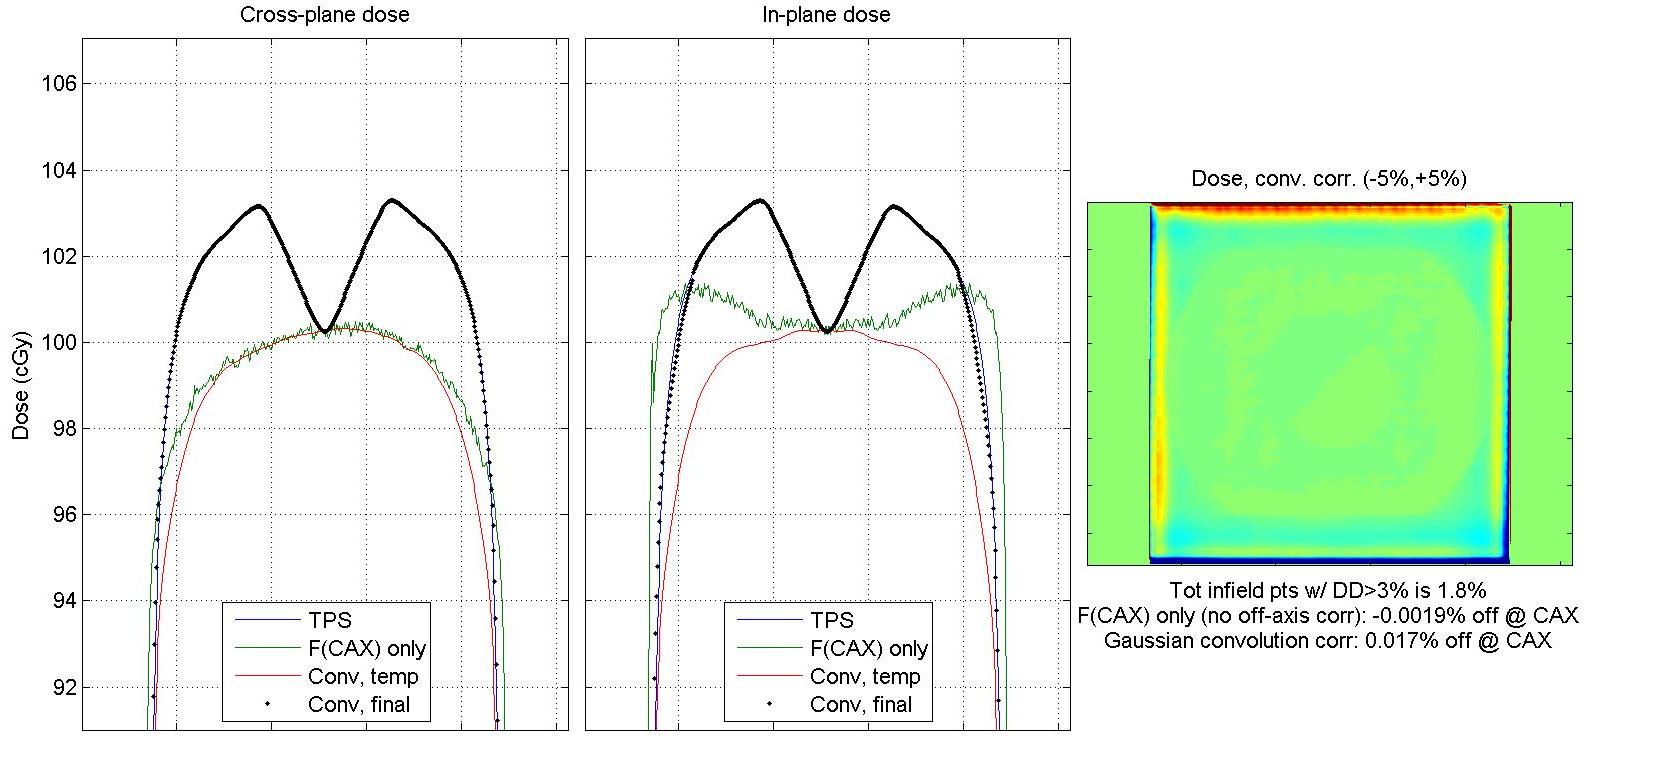 Cross-plane dose
In-plane dose
106
104
102
100
98
96
94
92
Dose (cGy)
TPS
F(CAX) only
Conv, temp
Conv, final
TPS
F(CAX) only
Conv, temp
Conv, final
Dose, conv. corr. (-5%,+5%)
Tot infield pts w/ DD>3% is 1.8%
F(CAX) only (no off-axis corr): -0.0019% off @ CAX
Gaussian convolution corr: 0.017% off @ CAX